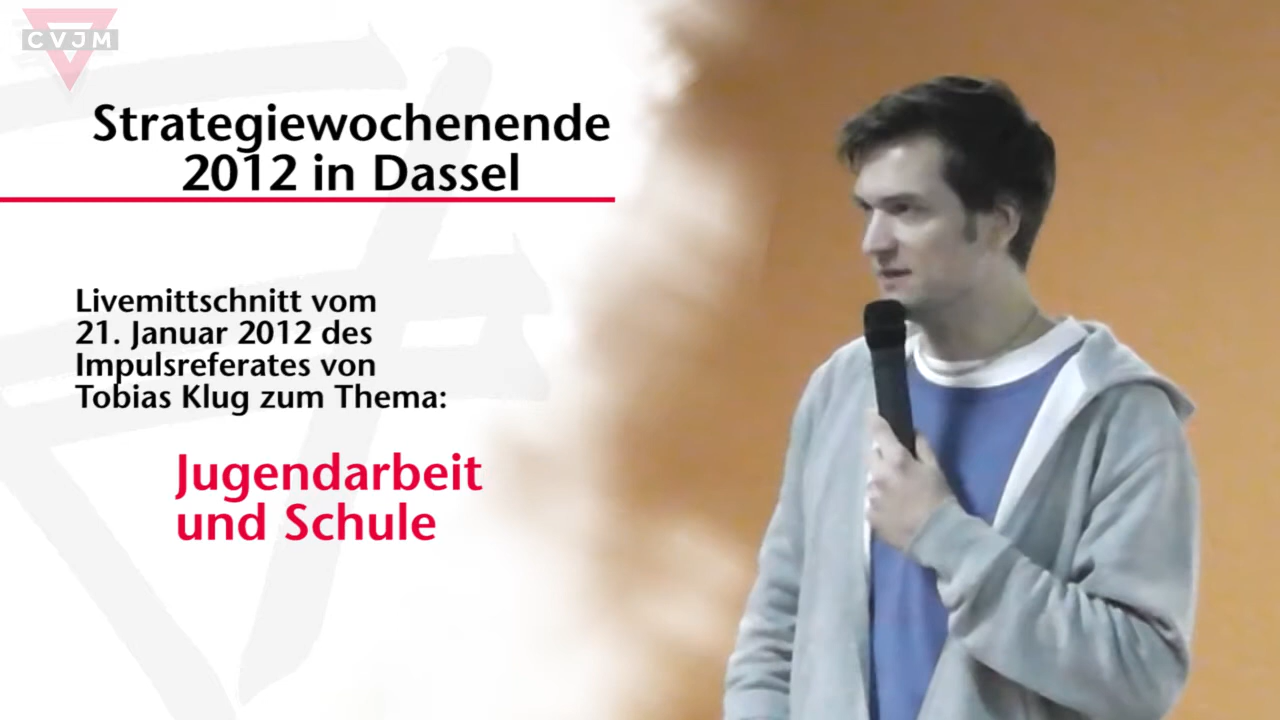 CVJM
Strategiewochenende
2012 in Dassel
Livemittschnitt vom
21. Januar 2012 des
Impulsreferates von
Tobias Klug zum Thema:
Jugendarbeit
und Schule